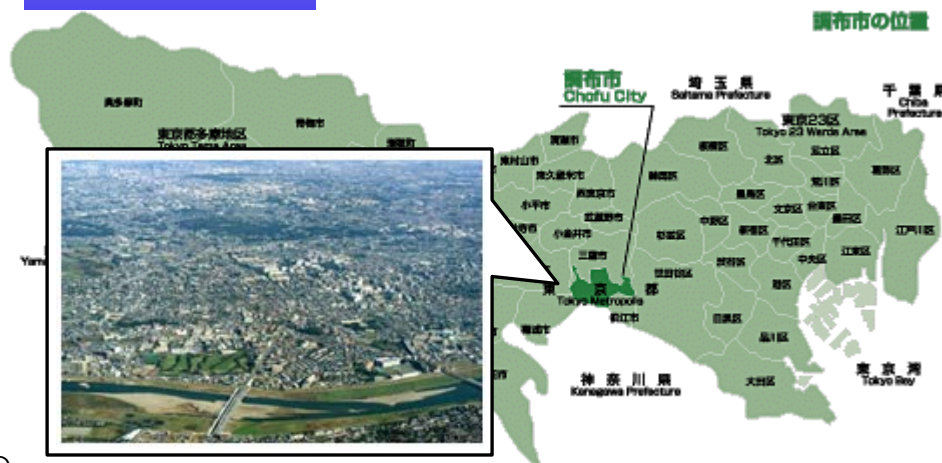 調布市の位置
調布市
Chofu City
埼玉県
Saitama Prefecture
千葉県
Chiba
Prefecture
東京23区
Tokyo 23 Wards Area
奥多摩町
青梅市
東京都多摩地区
Tokyo Tama Area
瑞穂町
清瀬市
東村山市
東久留米市
西東京市
小平市
武蔵野市
小金井市
三鷹市
練馬区
板橋区
北区
足立区
葛飾区
荒川区
豊島区
文京区
台東区
墨田区
江戸川区
中野区
杉並区
新宿区
千代田区
江東区
中央区
渋谷区
世田谷区
港区
東京都
Tokyo Metropolis
狛江市
稲城市
目黒区
品川区
大田区
神奈川県
Kanagawa Prefecture
東京湾
Tokyo Bay